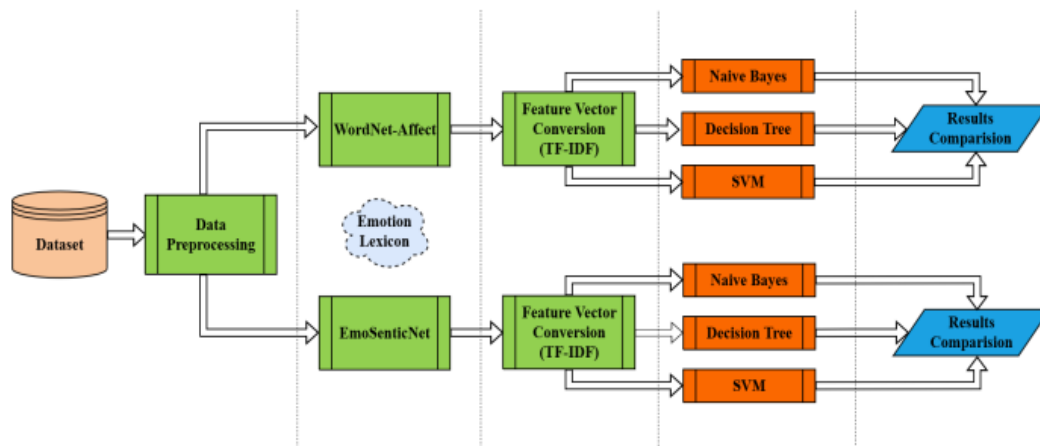 Dataset
Data
Preprocessing
WordNet-Affect
Emotion
Lexicon
EmoSenticNet
Feature Vector
Conversion
(TF-IDF)
Naive Bayes
Decision Tree
SVM
Results
Comparision
Feature Vector
Conversion
(TF-IDF)
Naive Bayes
Decision Tree
SVM
Results
Comparision